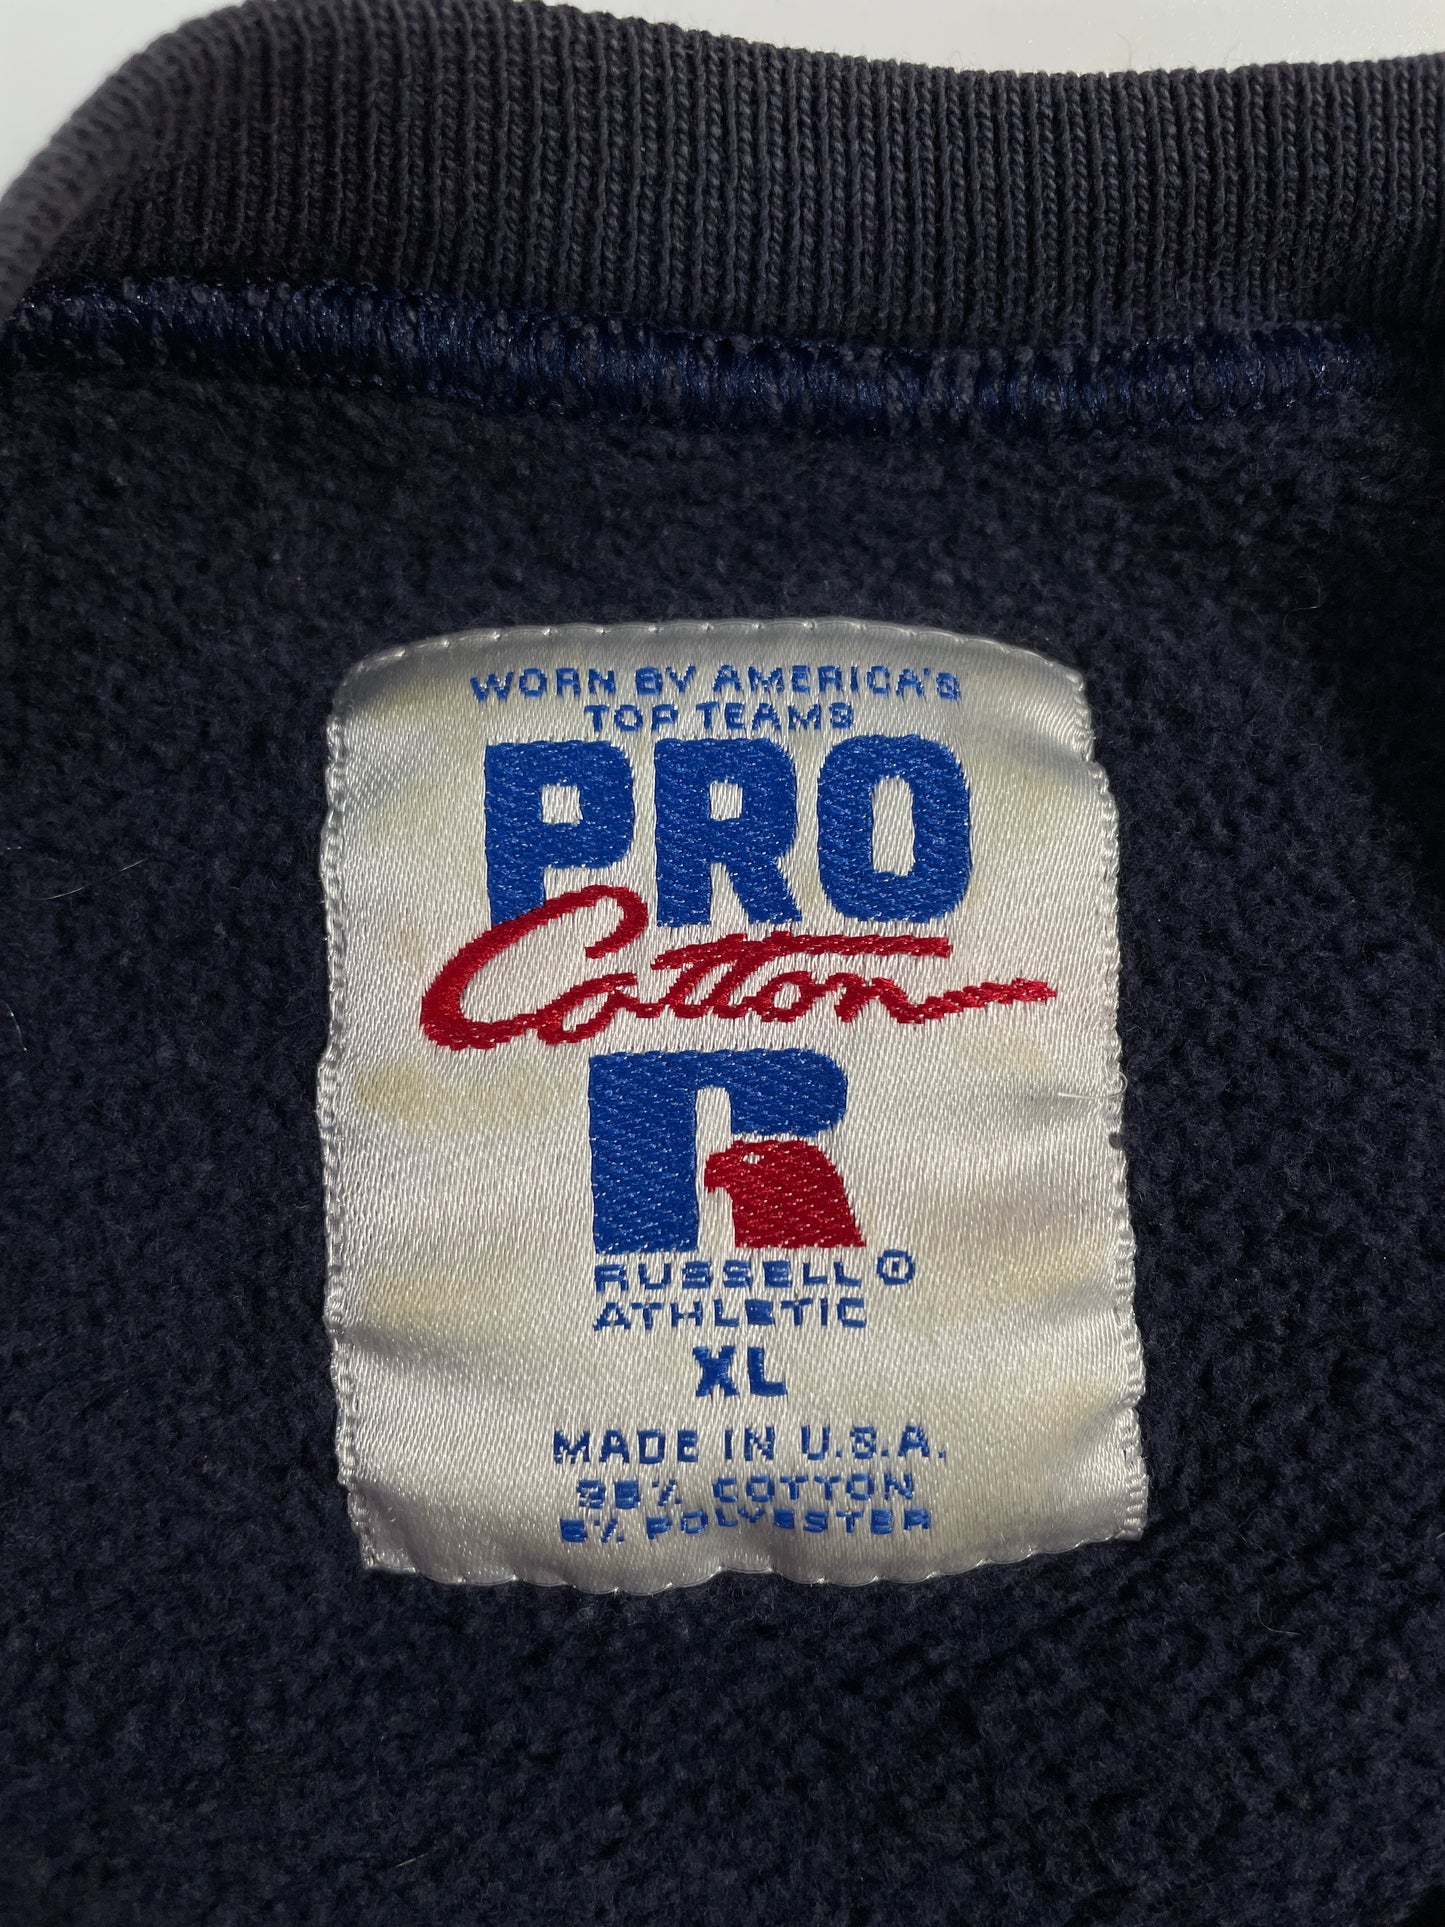 WORN BY AMERICA'S
TOP TEAMS
PRO
Cotton
R
RUSSELL ®
ATHLETIC
XL
MADE IN U.S.A.
95% COTTON
5% POLYESTER